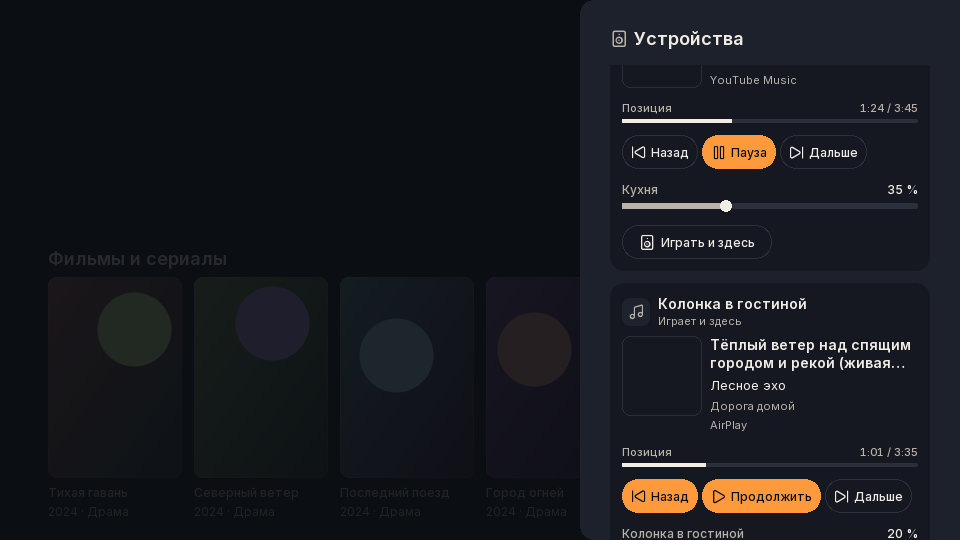 Устройства
YouTube Music
Позиция
1:24 / 3:45
Назад
Пауза
Дальше
Кухня
35 %
Играть и здесь
Колонка в гостиной
Играет и здесь
Тёплый ветер над спящим
городом и рекой (живая…
Лесное эхо
Дорога домой
AirPlay
Позиция
1:01 / 3:35
Назад
Продолжить
Дальше
Колонка в гостиной
20 %
Фильмы и сериалы
Тихая гавань
2024 · Драма
Северный ветер
2024 · Драма
Последний поезд
2024 · Драма
Город огней
2024 · Драма